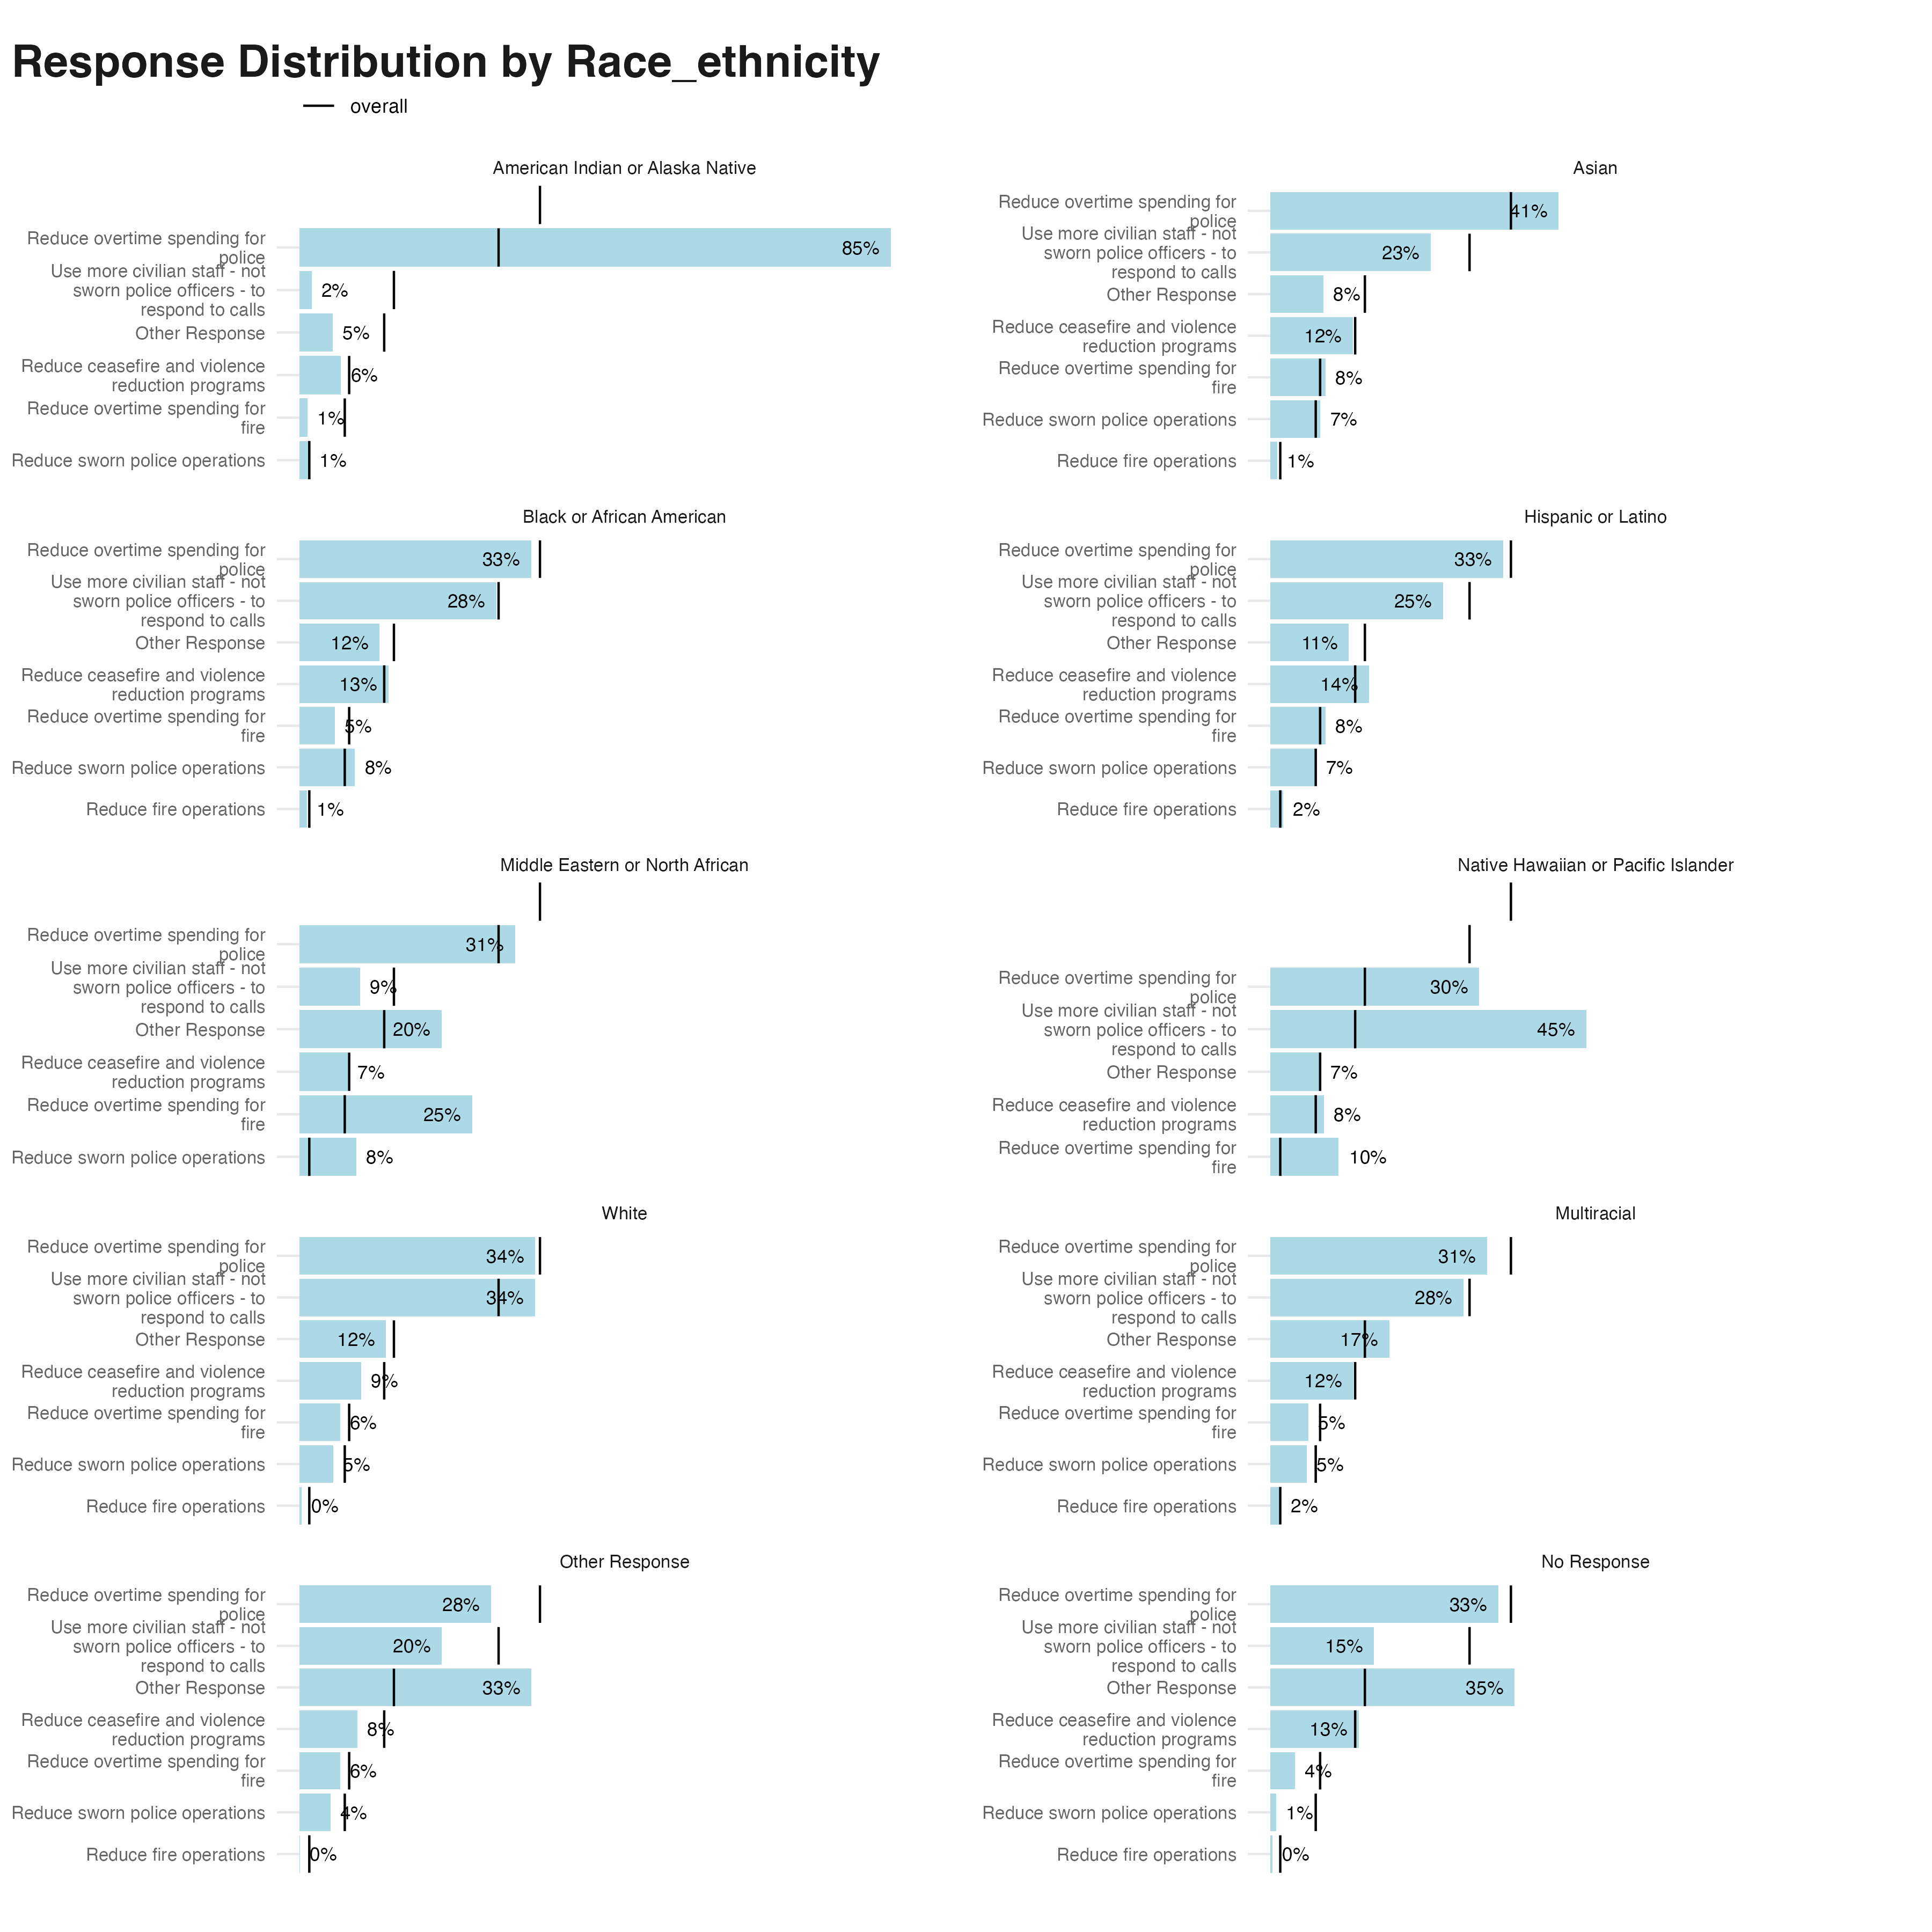 Response Distribution by Race_ethnicity
overall
American Indian or Alaska Native
Reduce overtime spending for
police
85%
Use more civilian staff - not
sworn police officers - to
respond to calls
2%
Other Response
5%
Reduce ceasefire and violence
reduction programs
6%
Reduce overtime spending for
fire
1%
Reduce sworn police operations
1%
Asian
Reduce overtime spending for
police
41%
Use more civilian staff - not
sworn police officers - to
respond to calls
23%
Other Response
8%
Reduce ceasefire and violence
reduction programs
12%
Reduce overtime spending for
fire
8%
Reduce sworn police operations
7%
Reduce fire operations
1%
Black or African American
Reduce overtime spending for
police
33%
Use more civilian staff - not
sworn police officers - to
respond to calls
28%
Other Response
12%
Reduce ceasefire and violence
reduction programs
13%
Reduce overtime spending for
fire
5%
Reduce sworn police operations
8%
Reduce fire operations
1%
Hispanic or Latino
Reduce overtime spending for
police
33%
Use more civilian staff - not
sworn police officers - to
respond to calls
25%
Other Response
11%
Reduce ceasefire and violence
reduction programs
14%
Reduce overtime spending for
fire
8%
Reduce sworn police operations
7%
Reduce fire operations
2%
Middle Eastern or North African
Reduce overtime spending for
police
31%
Use more civilian staff - not
sworn police officers - to
respond to calls
9%
Other Response
20%
Reduce ceasefire and violence
reduction programs
7%
Reduce overtime spending for
fire
25%
Reduce sworn police operations
8%
Native Hawaiian or Pacific Islander
Reduce overtime spending for
police
30%
Use more civilian staff - not
sworn police officers - to
respond to calls
45%
Other Response
7%
Reduce ceasefire and violence
reduction programs
8%
Reduce overtime spending for
fire
10%
White
Reduce overtime spending for
police
34%
Use more civilian staff - not
sworn police officers - to
respond to calls
34%
Other Response
12%
Reduce ceasefire and violence
reduction programs
9%
Reduce overtime spending for
fire
6%
Reduce sworn police operations
5%
Reduce fire operations
0%
Multiracial
Reduce overtime spending for
police
31%
Use more civilian staff - not
sworn police officers - to
respond to calls
28%
Other Response
17%
Reduce ceasefire and violence
reduction programs
12%
Reduce overtime spending for
fire
5%
Reduce sworn police operations
5%
Reduce fire operations
2%
Other Response
Reduce overtime spending for
police
28%
Use more civilian staff - not
sworn police officers - to
respond to calls
20%
Other Response
33%
Reduce ceasefire and violence
reduction programs
8%
Reduce overtime spending for
fire
6%
Reduce sworn police operations
4%
Reduce fire operations
0%
No Response
Reduce overtime spending for
police
33%
Use more civilian staff - not
sworn police officers - to
respond to calls
15%
Other Response
35%
Reduce ceasefire and violence
reduction programs
13%
Reduce overtime spending for
fire
4%
Reduce sworn police operations
1%
Reduce fire operations
0%